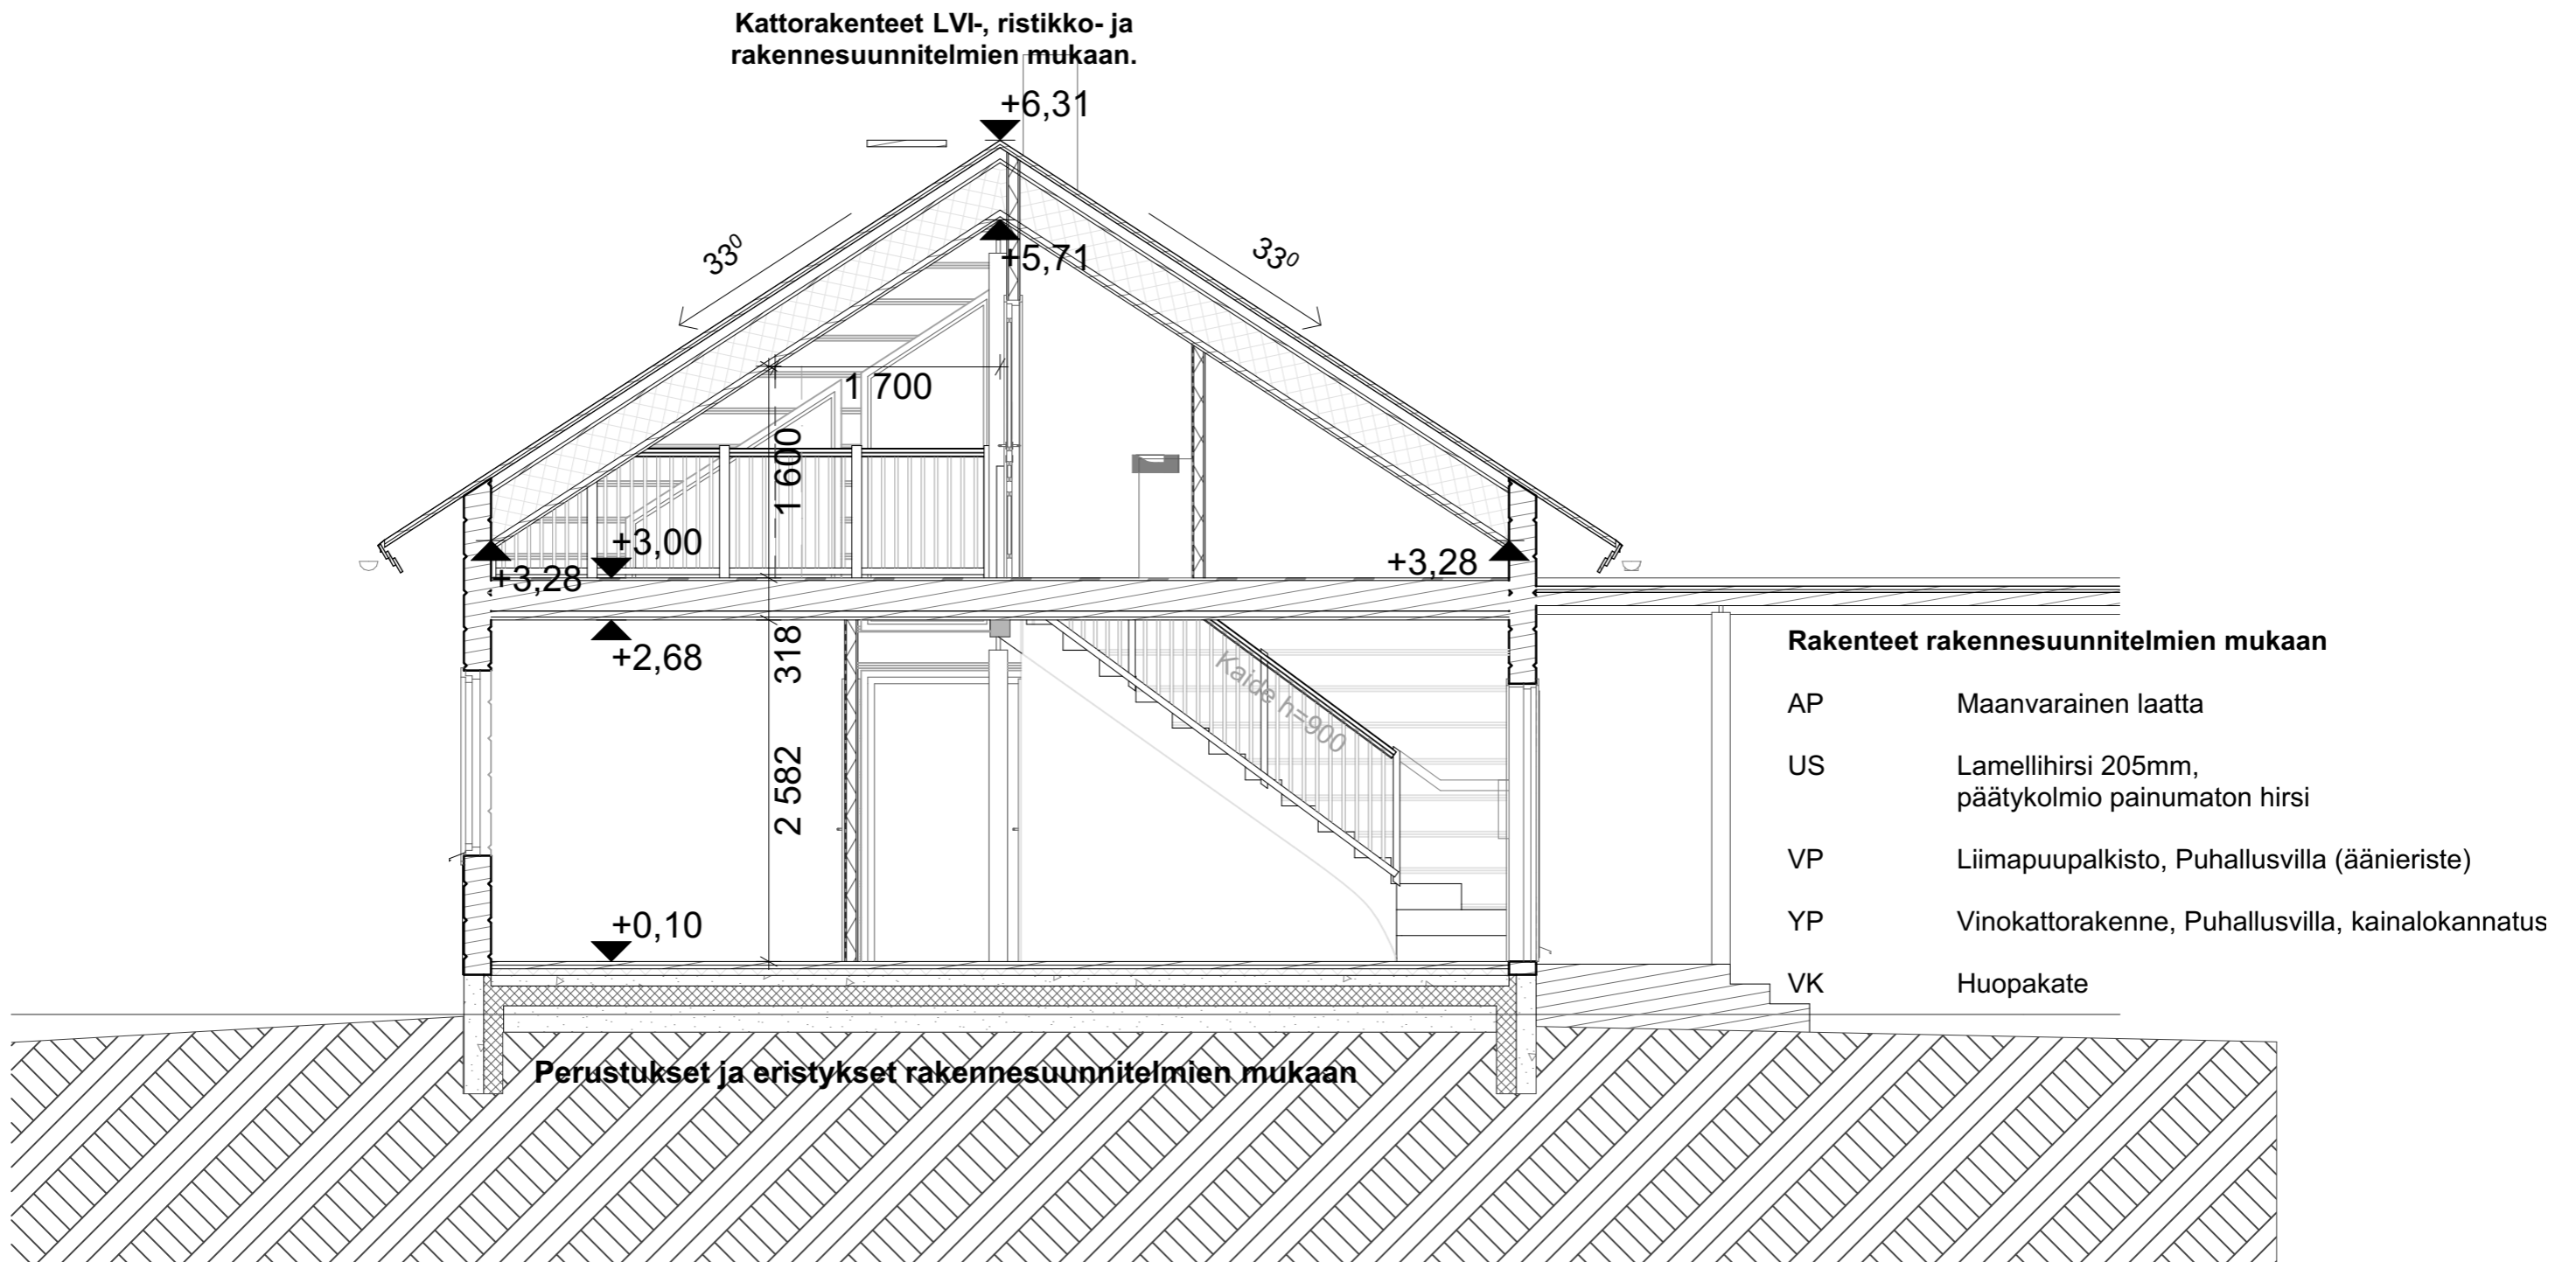 Kattorakenteet LVI-, ristikko- ja
rakennesuunnitelmien mukaan.
+6,31
33⁰
33⁰
+5,71
1 700
1 600
+3,00
+3,28
+3,28
+2,68
318
Kaide h=900
2 582
+0,10
Rakenteet rakennesuunnitelmien mukaan
AP Maanvarainen laatta
US Lamellihirsi 205mm,
päätykolmio painumaton hirsi
VP Liimapuupalkisto, Puhallusvilla (äänieriste)
YP Vinokattorakenne, Puhallusvilla, kainalokannatus
VK Huopakate
Perustukset ja eristykset rakennesuunnitelmien mukaan